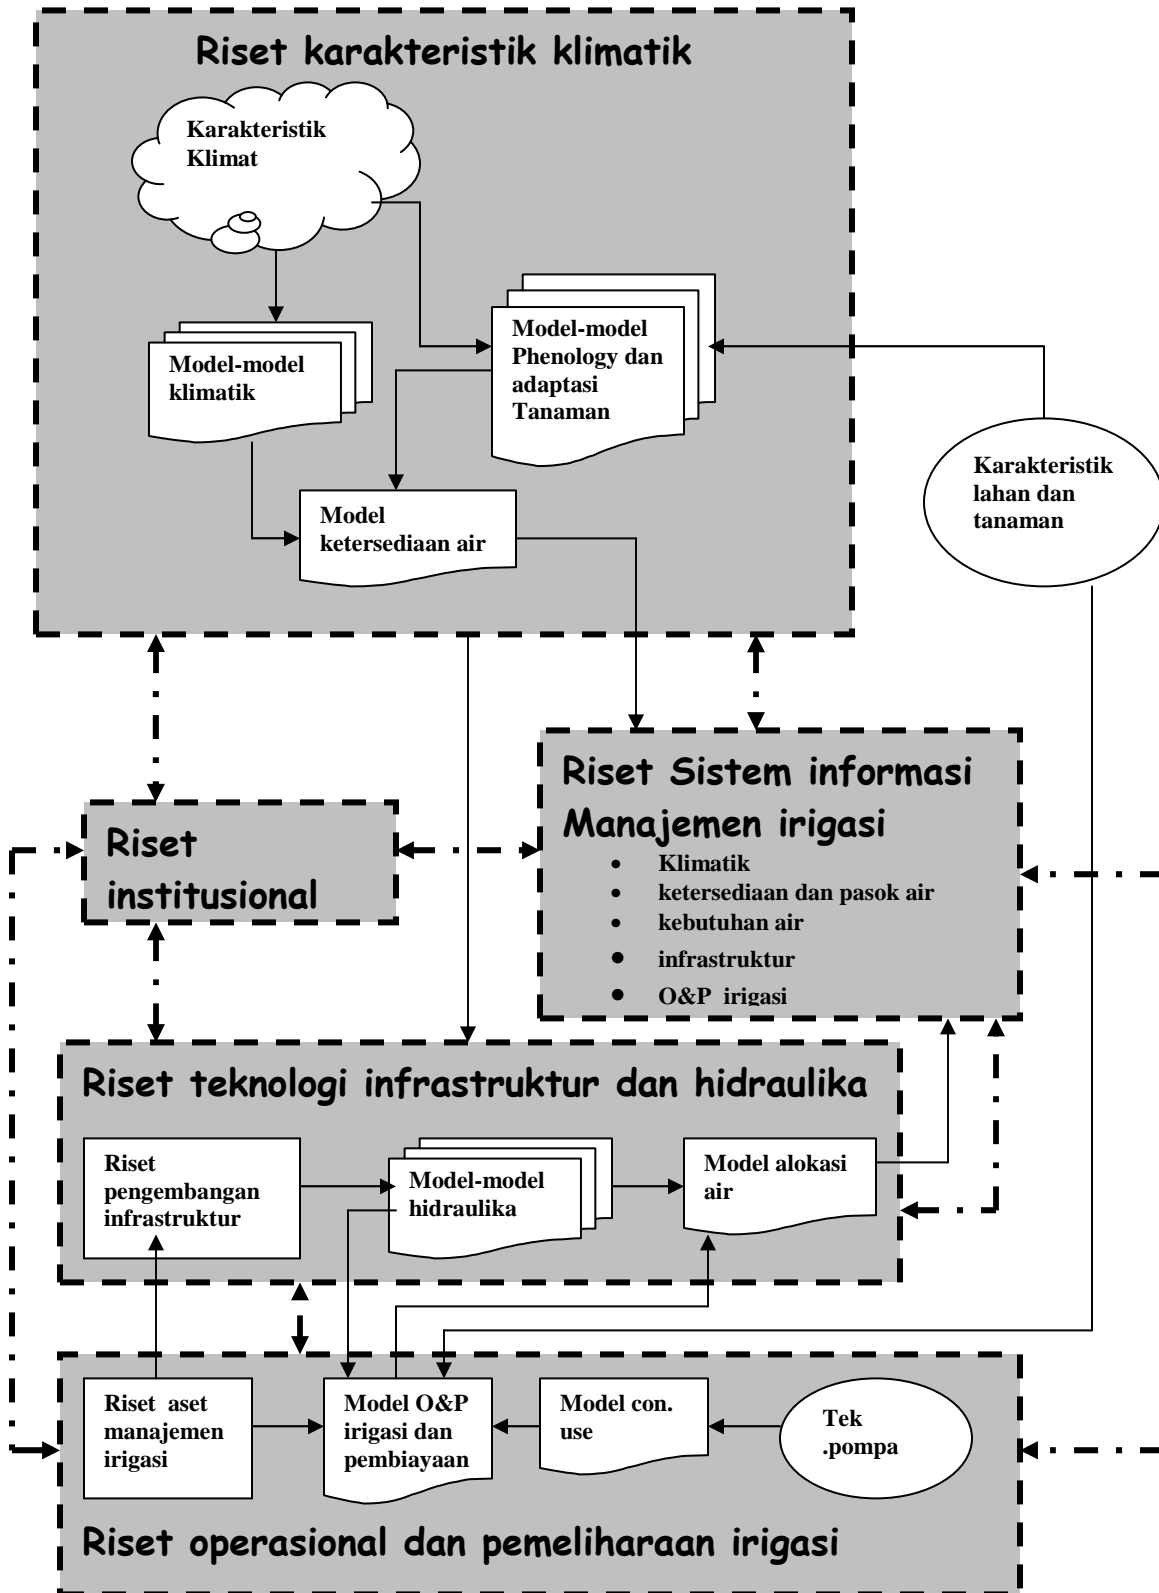 Riset karakteristik klimatik
Karakteristik
Klimat
Model-model
klimatik
Model-model
Phenology dan
adaptasi
Tanaman
Model
ketersediaan air
Karakteristik
lahan dan
tanaman
Riset Sistem informasi
Manajemen irigasi
• Klimatik
• ketersediaan dan pasok air
• kebutuhan air
• infrastruktur
• O&P irigasi
Riset
institusional
Riset teknologi infrastruktur dan hidraulika
Riset
pengembangan
infrastruktur
Model-model
hidraulika
Model alokasi
air
Riset aset
manajemen
irigasi
Model O&P
irigasi dan
pembiayaan
Model con.
use
Tek
.pompa
Riset operasional dan pemeliharaan irigasi